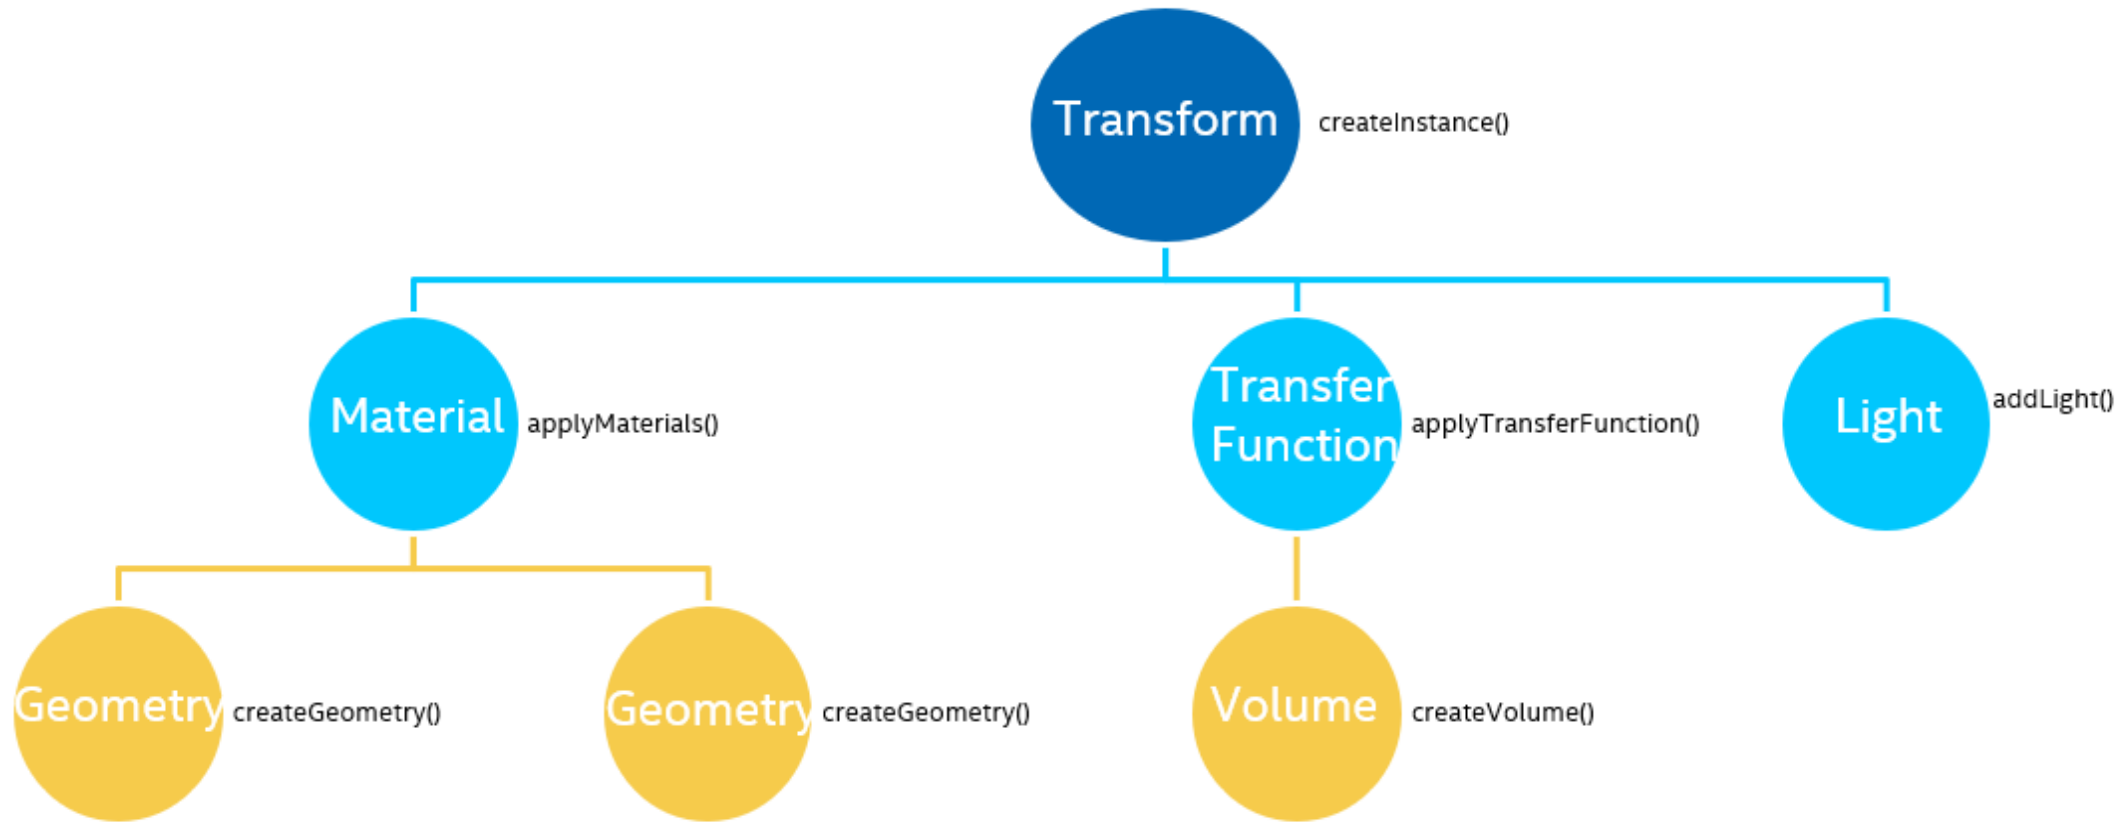 Transform
createInstance()
Material
applyMaterials()
Transfer
Function
applyTransferFunction()
Light
addLight()
Geometry
createGeometry()
Geometry
createGeometry()
Volume
createVolume()